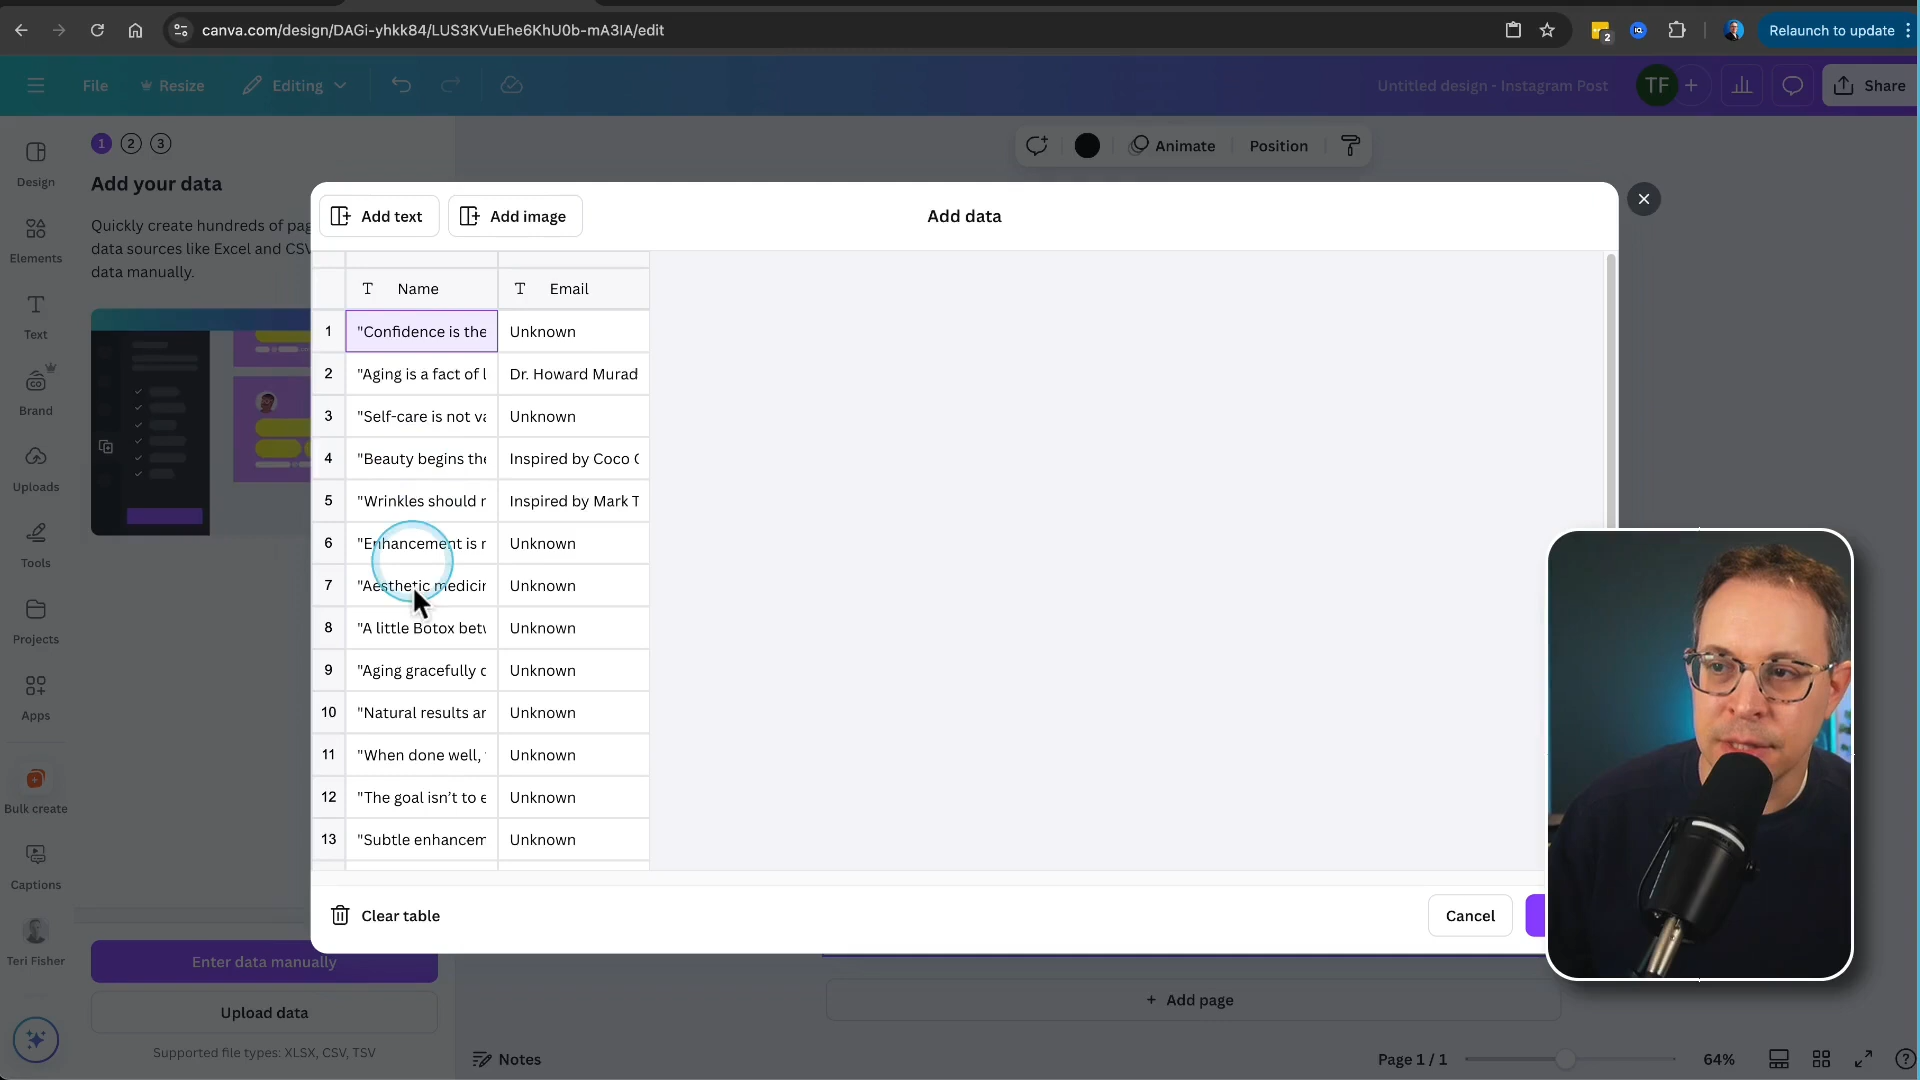 canva.com/design/DAGi-yhkk84/LUS3KVuEhe6KhU0b-mA3IA/edit
2
Relaunch to update
File
Resize
Editing
Untitled design - Instagram Post
TF
+
Share
1 2 3
Animate
Position
Design
Add your data
Add text
Add image
Add data
Quickly create hundreds of pag
data sources like Excel and CSV
data manually.
Elements
Text
Brand
Uploads
Tools
Projects
Apps
Bulk create
Captions
Teri Fisher
T Name
T Email
1 "Confidence is the Unknown
2 "Aging is a fact of l Dr. Howard Murad
3 "Self-care is not va Unknown
4 "Beauty begins the Inspired by Coco C
5 "Wrinkles should r Inspired by Mark T
6 "Enhancement is r Unknown
7 "Aesthetic medicin Unknown
8 "A little Botox betw Unknown
9 "Aging gracefully d Unknown
10 "Natural results ar Unknown
11 "When done well, Unknown
12 "The goal isn't to e Unknown
13 "Subtle enhancem Unknown
Clear table
Cancel
Enter data manually
Upload data
Supported file types: XLSX, CSV, TSV
+ Add page
Notes
Page 1 / 1
64%